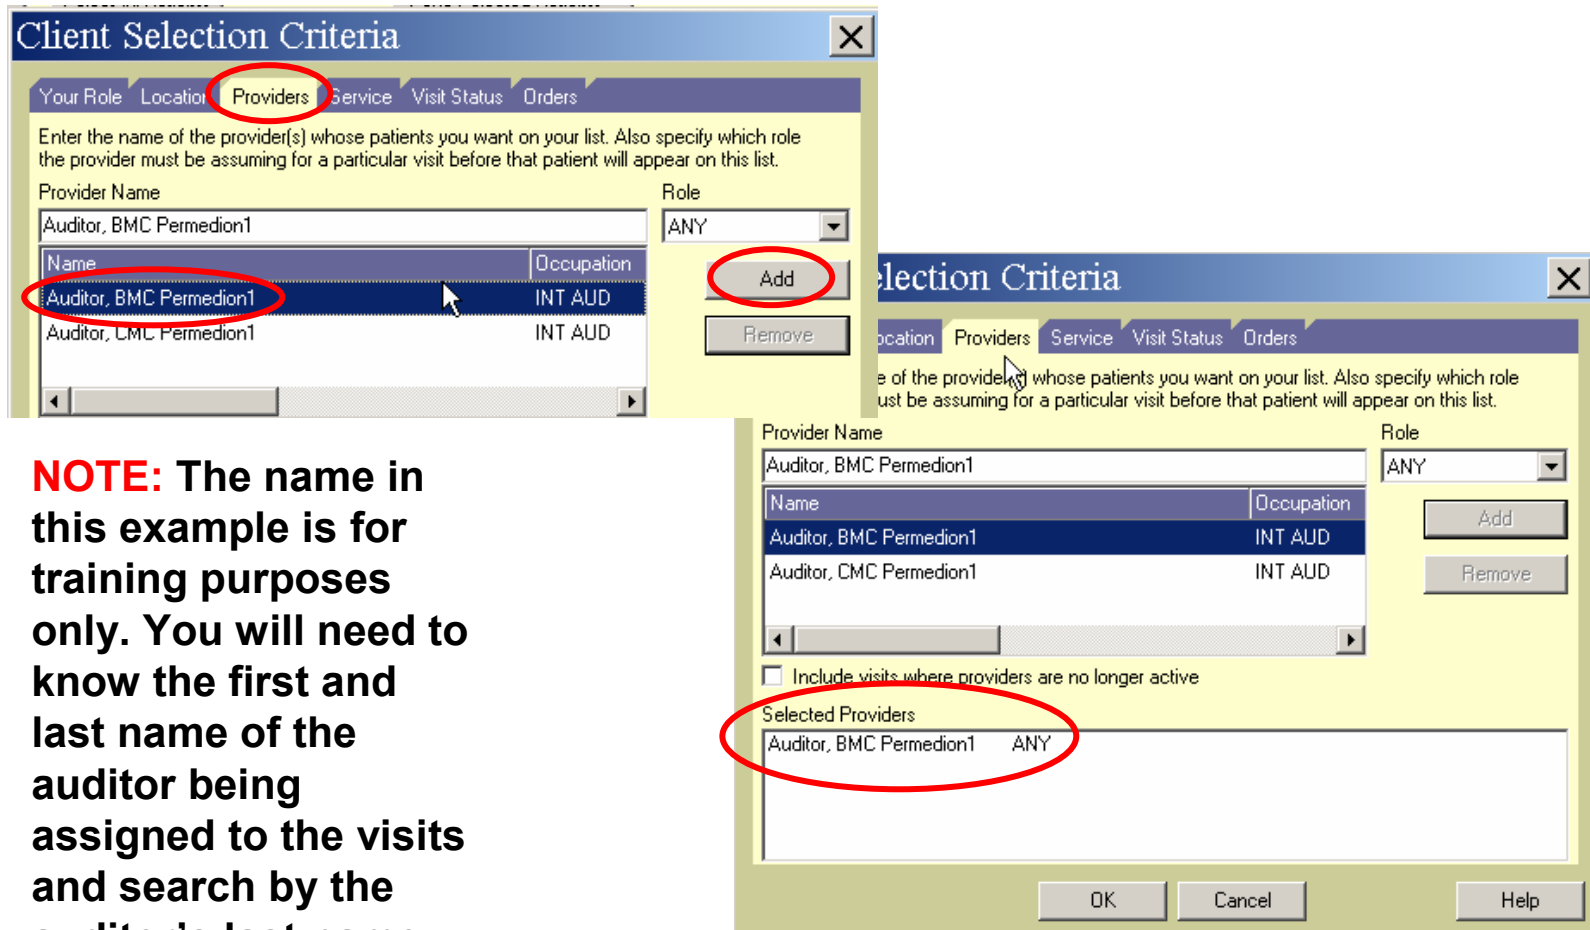 Client Selection Criteria
Your Role Location Providers Service Visit Status Orders
Enter the name of the provider(s) whose patients you want on your list. Also specify which role
the provider must be assuming for a particular visit before that patient will appear on this list.
Provider Name Role
Auditor, BMC Permedion1 ANY
Name Occupation
Add
Auditor, BMC Permedion1 INT AUD
Auditor, CMC Permedion1 INT AUD
Remove
NOTE: The name in
this example is for
training purposes
only. You will need to
know the first and
last name of the
auditor being
assigned to the visits
and search by the
auditor's last name
lection Criteria
ocation Providers Service Visit Status Orders
e of the provider(s) whose patients you want on your list. Also specify which role
ust be assuming for a particular visit before that patient will appear on this list.
Provider Name Role
Auditor, BMC Permedion1 ANY
Name Occupation
Add
Auditor, BMC Permedion1 INT AUD
Auditor, CMC Permedion1 INT AUD
Remove
Include visits where providers are no longer active
Selected Providers
Auditor, BMC Permedion1 ANY
OK Cancel Help